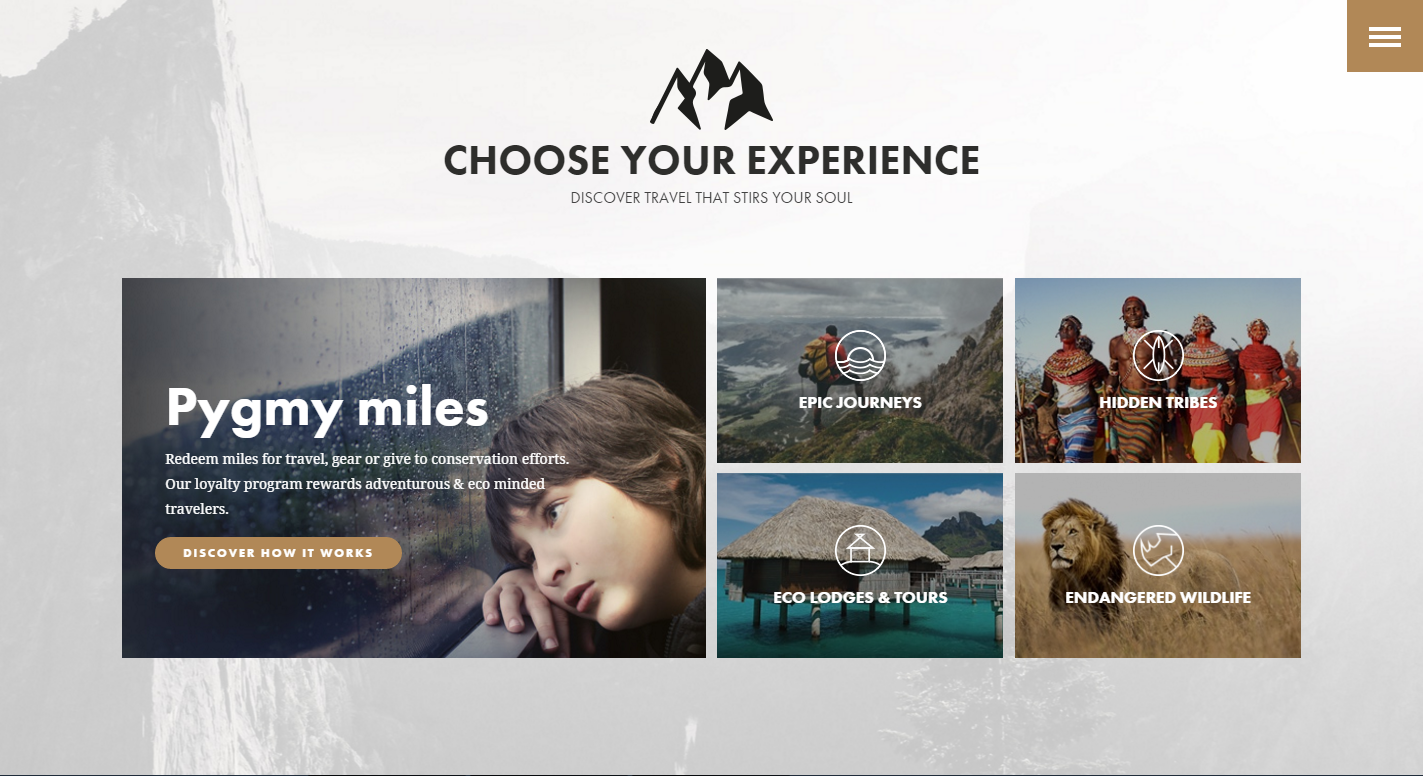 CHOOSE YOUR EXPERIENCE
DISCOVER TRAVEL THAT STIRS YOUR SOUL
Pygmy miles
Redeem miles for travel, gear or give to conservation efforts.
Our loyalty program rewards adventurous & eco minded
travelers.
DISCOVER HOW IT WORKS
EPIC JOURNEYS
HIDDEN TRIBES
ECO LODGES & TOURS
ENDANGERED WILDLIFE